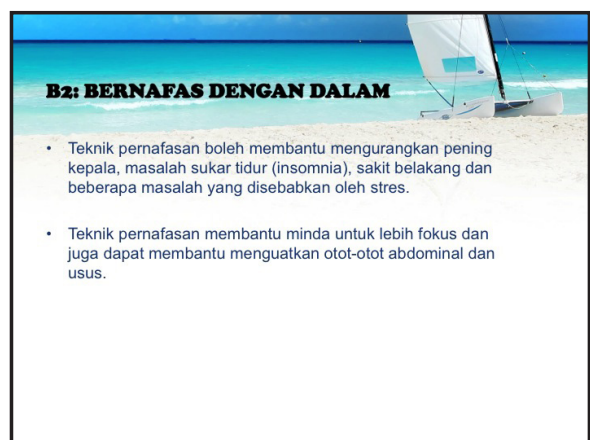 B2: BERNAFAS DENGAN DALAM
• Teknik pernafasan boleh membantu mengurangkan pening
kepala, masalah sukar tidur (insomnia), sakit belakang dan
beberapa masalah yang disebabkan oleh stres.
• Teknik pernafasan membantu minda untuk lebih fokus dan
juga dapat membantu menguatkan otot-otot abdominal dan
usus.